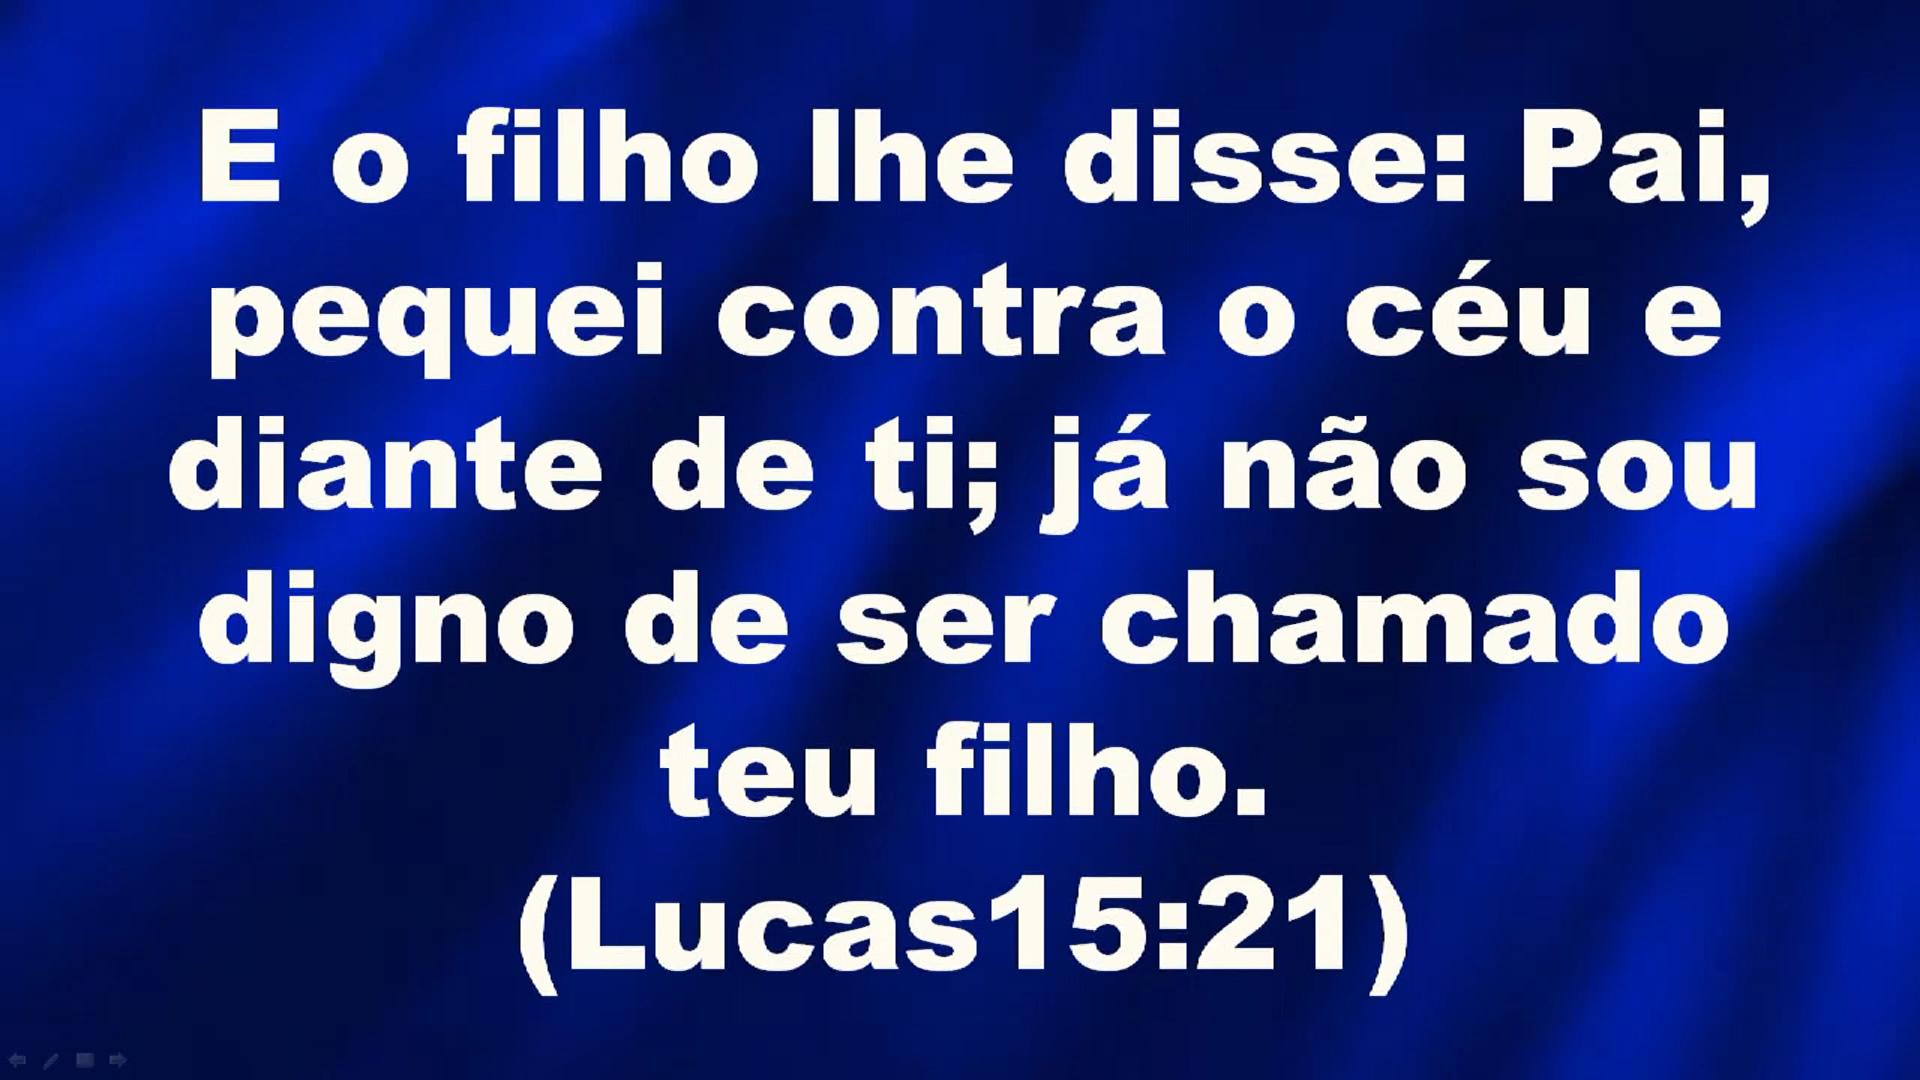 E o filho lhe disse: Pai,
pequei contra o céu e
diante de ti; já não sou
digno de ser chamado
teu filho.
(Lucas15:21)